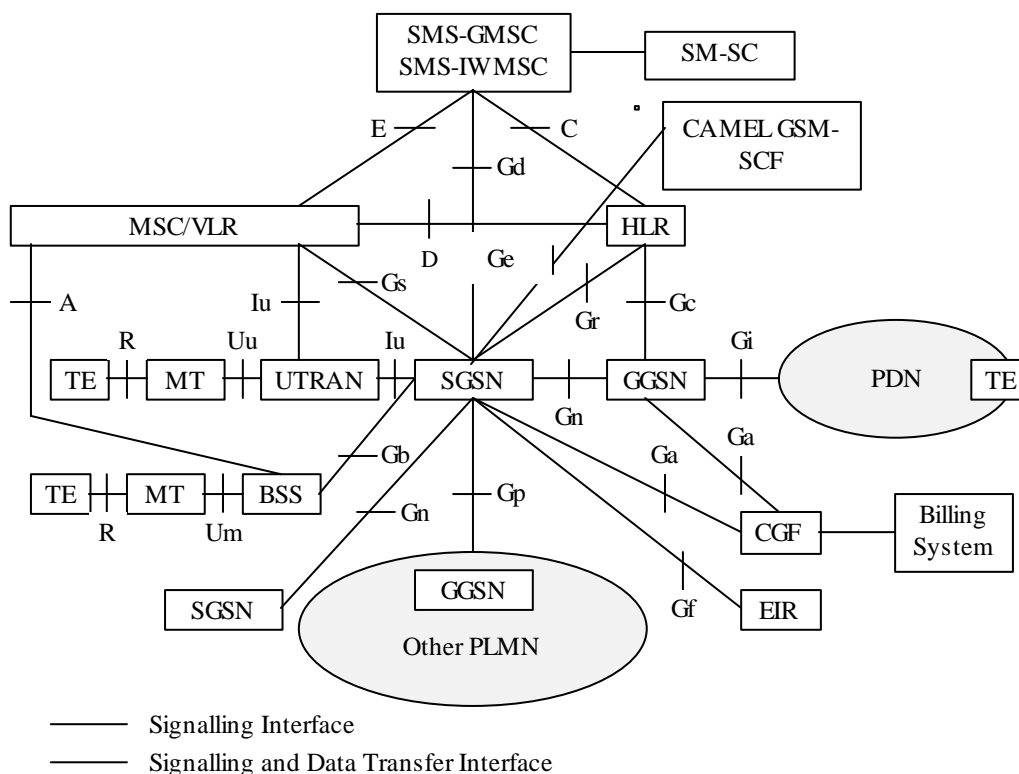 SMS-GMSC
SMS-IWMSC
SM-SC
CAMEL GSM-
SCF
E
C
Gd
MSC/VLR
HLR
D
Ge
Gs
A
Iu
Gr
Gc
R
Uu
Iu
Gi
TE
MT
UTRAN
SGSN
GGSN
PDN
TE
Gn
Ga
Gb
Ga
TE
MT
BSS
Gp
R
Um
Gn
CGF
Billing
System
GGSN
SGSN
Gf
EIR
Other PLMN
Signalling Interface
Signalling and Data Transfer Interface